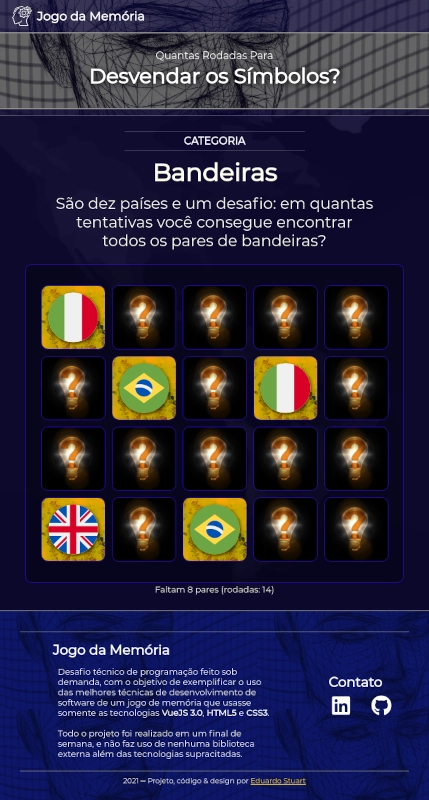 Jogo da Memória
Quantas Rodadas Para
Desvendar os Símbolos?
CATEGORIA
Bandeiras
São dez países e um desafio: em quantas
tentativas você consegue encontrar
todos os pares de bandeiras?
Faltam 8 pares (rodadas: 14)
Jogo da Memória
Desafio técnico de programação feito sob
demanda, com o objetivo de exemplificar o uso
das melhores técnicas de desenvolvimento de
software de um jogo de memória que usasse
somente as tecnologias VueJS 3.0, HTML5 e CSS3.
Todo o projeto foi realizado em um final de
semana, e não faz uso de nenhuma biblioteca
externa além das tecnologias supracitadas.
Contato
2021 — Projeto, código & design por Eduardo Stuart